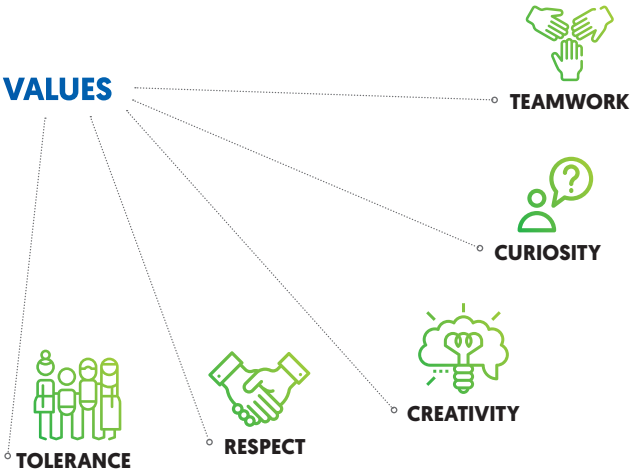 VALUES
TEAMWORK
CURIOSITY
CREATIVITY
RESPECT
TOLERANCE